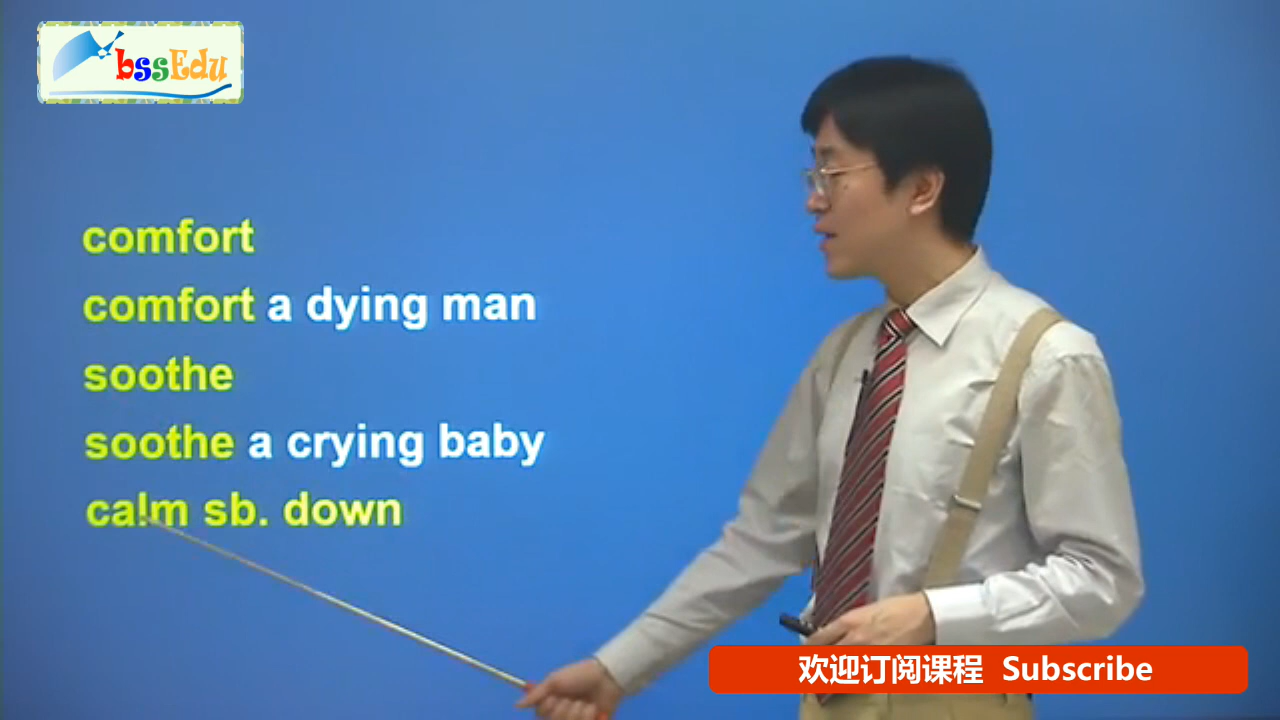 bssEdu
comfort
comfort a dying man
soothe
soothe a crying baby
calm sb. down
欢迎订阅课程 Subscribe